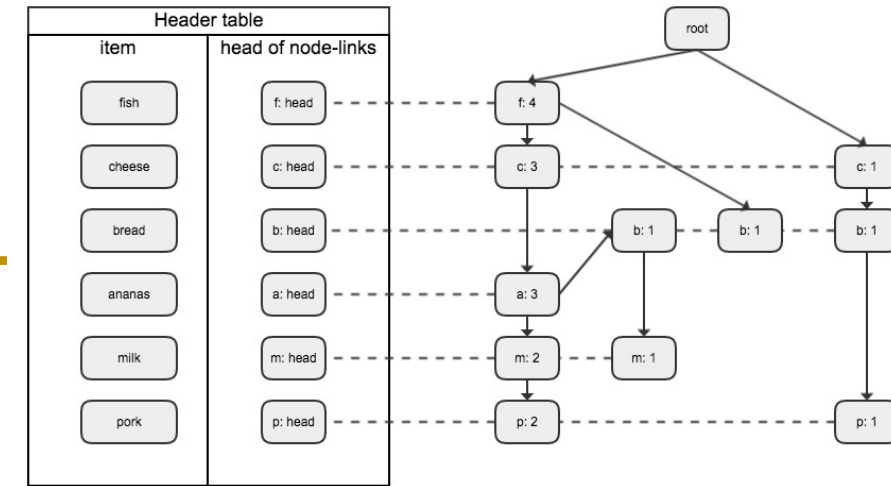 Header table
item head of node-links
root
fish f: head f: 4
cheese c: head c: 3 c: 1
bread b: head b: 1 b: 1 b: 1
ananas a: head a: 3
milk m: head m: 2 m: 1
pork p: head p: 2 p: 1